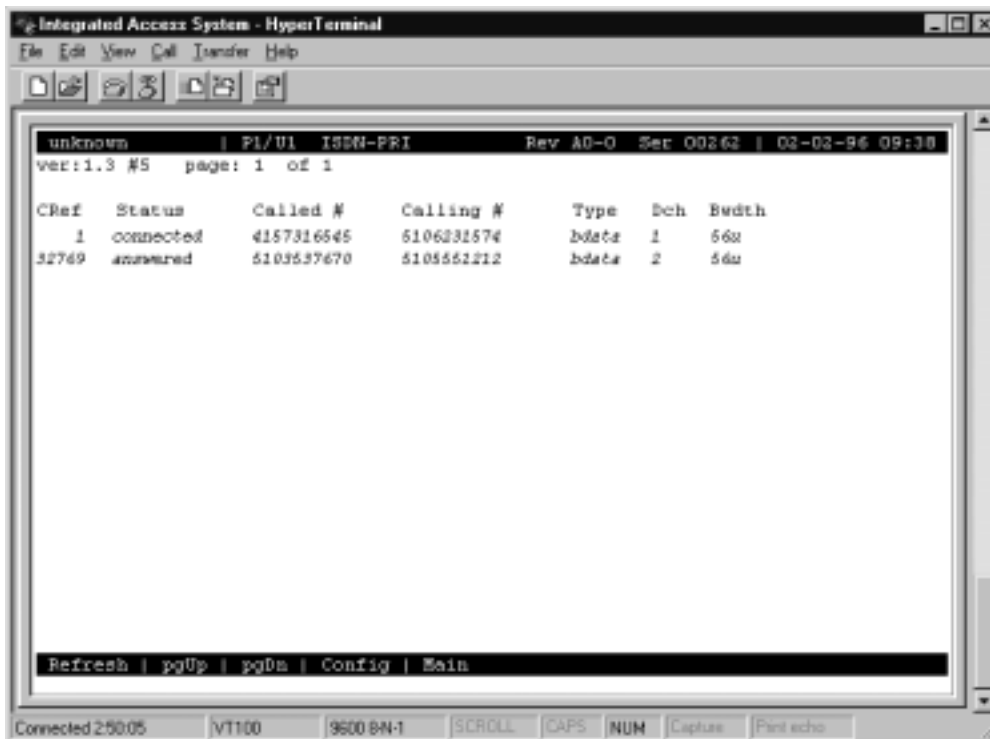 Integrated Access System - HyperTerminal
File Edit View Call Transfer Help
unknown | P1/U1 ISDN-PRI Rev A0-0 Ser 00262 | 02-02-96 09:38
ver:1.3 #5 page: 1 of 1
CRef Status Called # Calling # Type Dch Bwdth
1 connected 4157316545 5106231574 bdata 1 56u
32769 answered 5103537670 5105551212 bdata 2 56u
Refresh | pgUp | pgDn | Config | Main
Connected 2:50:05 VT100 9600 8-N-1 SCROLL CAPS NUM Capture Print echo